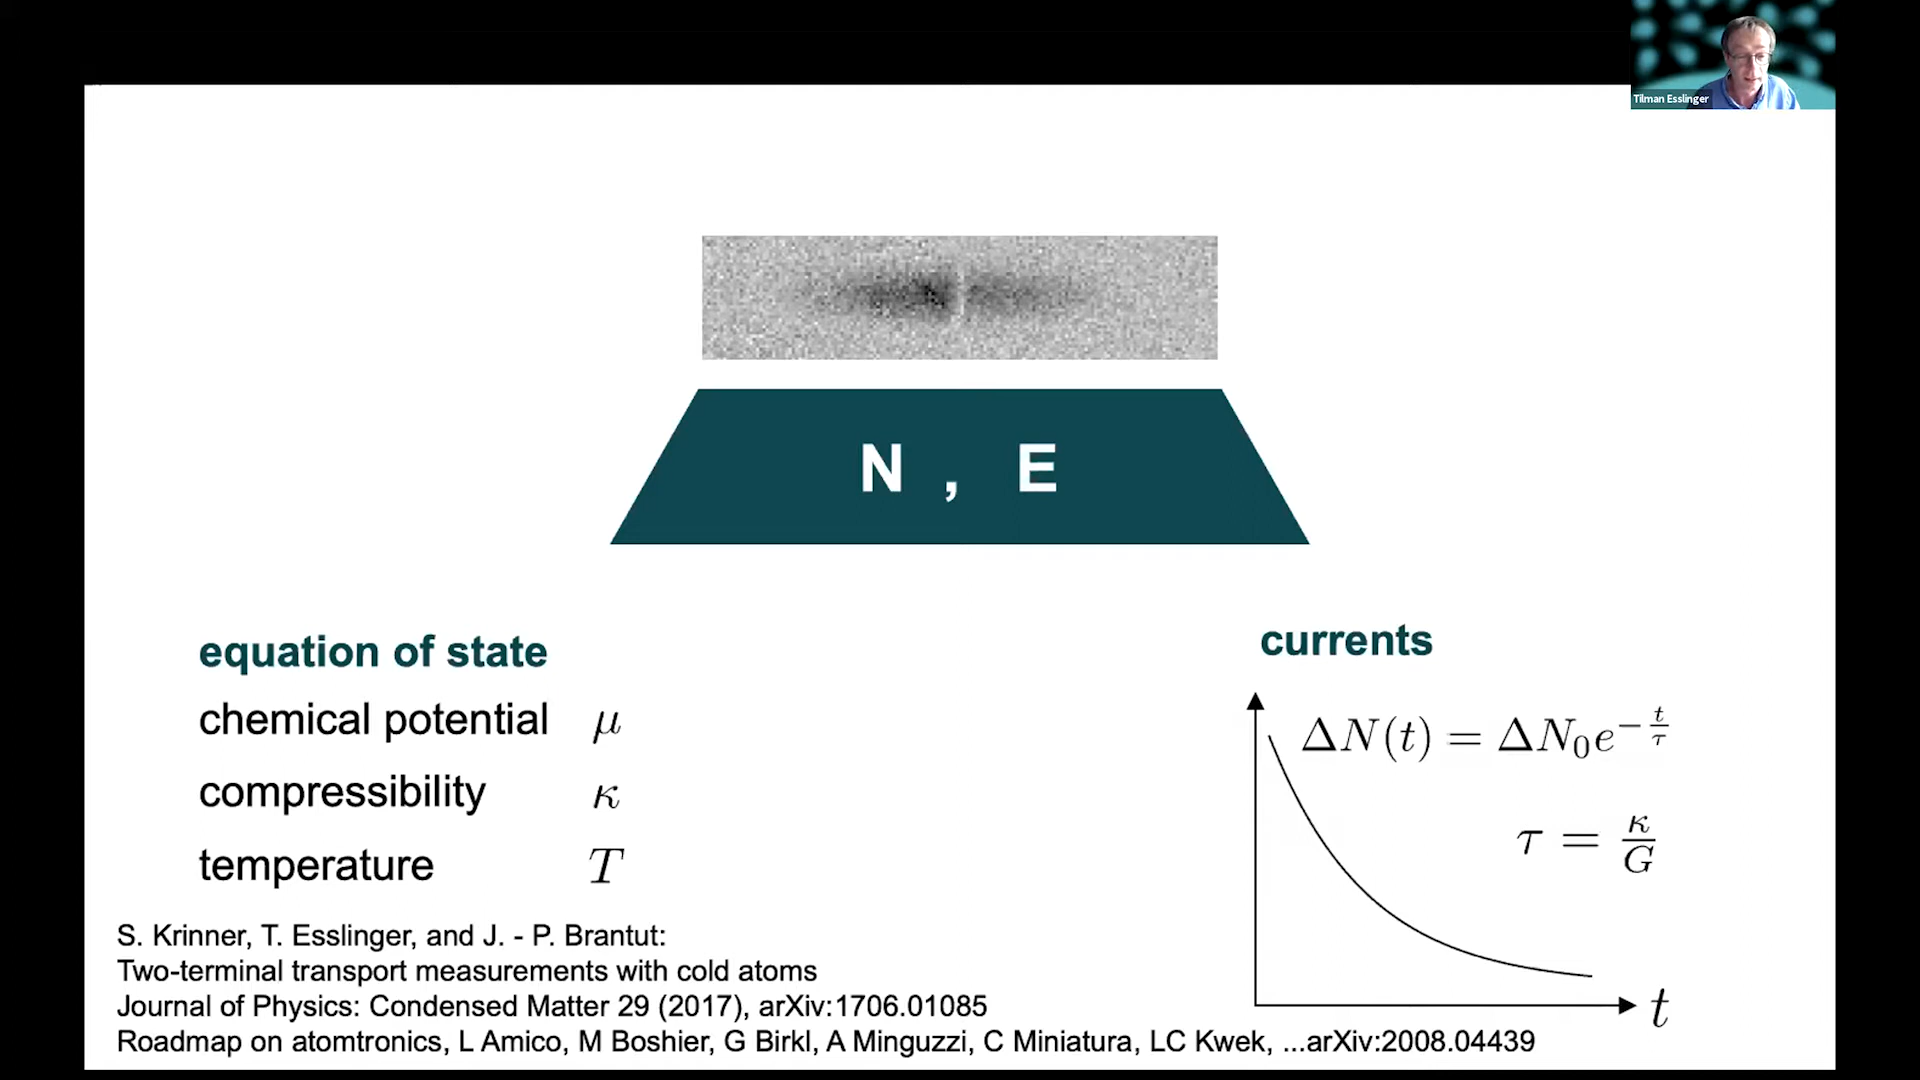 Tilman Esslinger
N , E
equation of state
chemical potential μ
compressibility κ
temperature T
currents
ΔN(t) = ΔN₀e^{-t/τ}
τ = κ/G
t
S. Krinner, T. Esslinger, and J. - P. Brantut:
Two-terminal transport measurements with cold atoms
Journal of Physics: Condensed Matter 29 (2017), arXiv:1706.01085
Roadmap on atomtronics, L Amico, M Boshier, G Birkl, A Minguzzi, C Miniatura, LC Kwek, ...arXiv:2008.04439